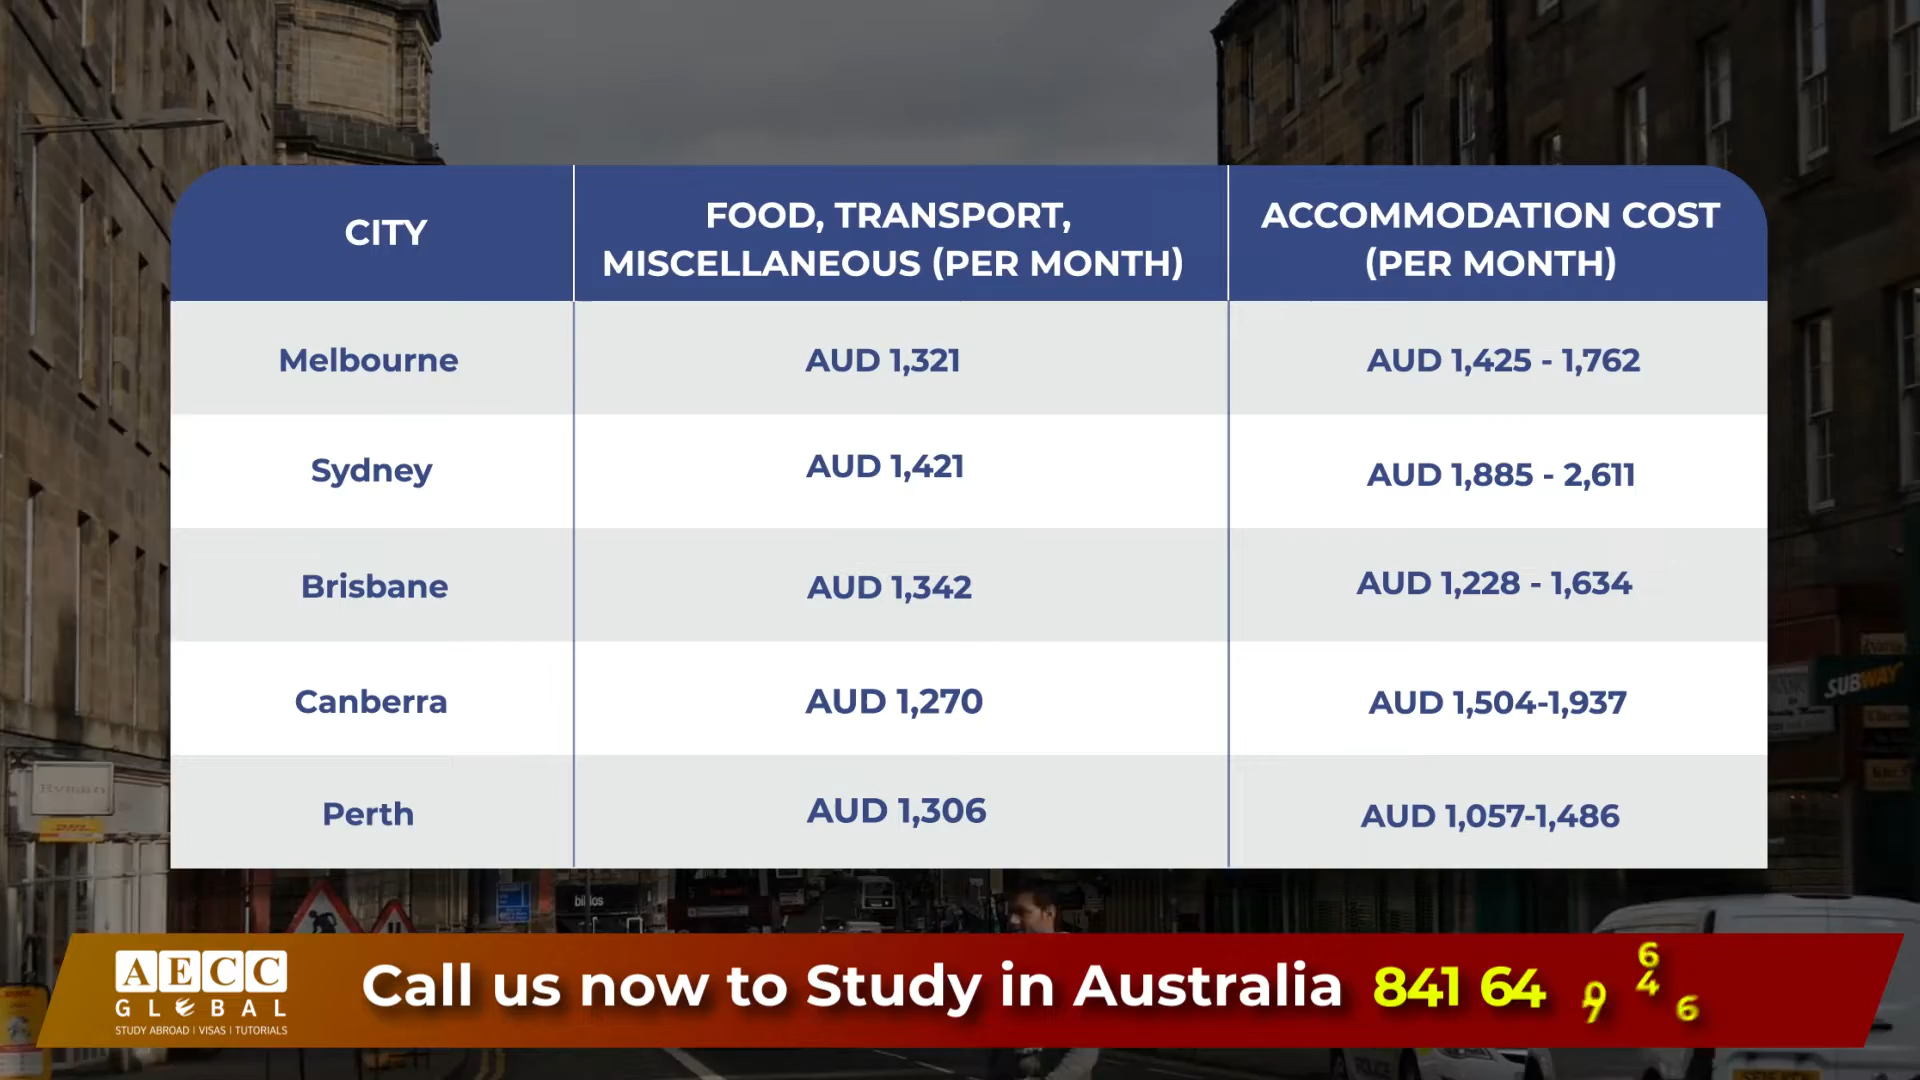 CITY
FOOD, TRANSPORT,
MISCELLANEOUS (PER MONTH)
ACCOMMODATION COST
(PER MONTH)
Melbourne
AUD 1,321
AUD 1,425 - 1,762
Sydney
AUD 1,421
AUD 1,885 - 2,611
Brisbane
AUD 1,342
AUD 1,228 - 1,634
Canberra
AUD 1,270
AUD 1,504-1,937
Perth
AUD 1,306
AUD 1,057-1,486
SUBWAY
AECC
GLOBAL
STUDY ABROAD | VISAS | TUTORIALS
Call us now to Study in Australia 841 64